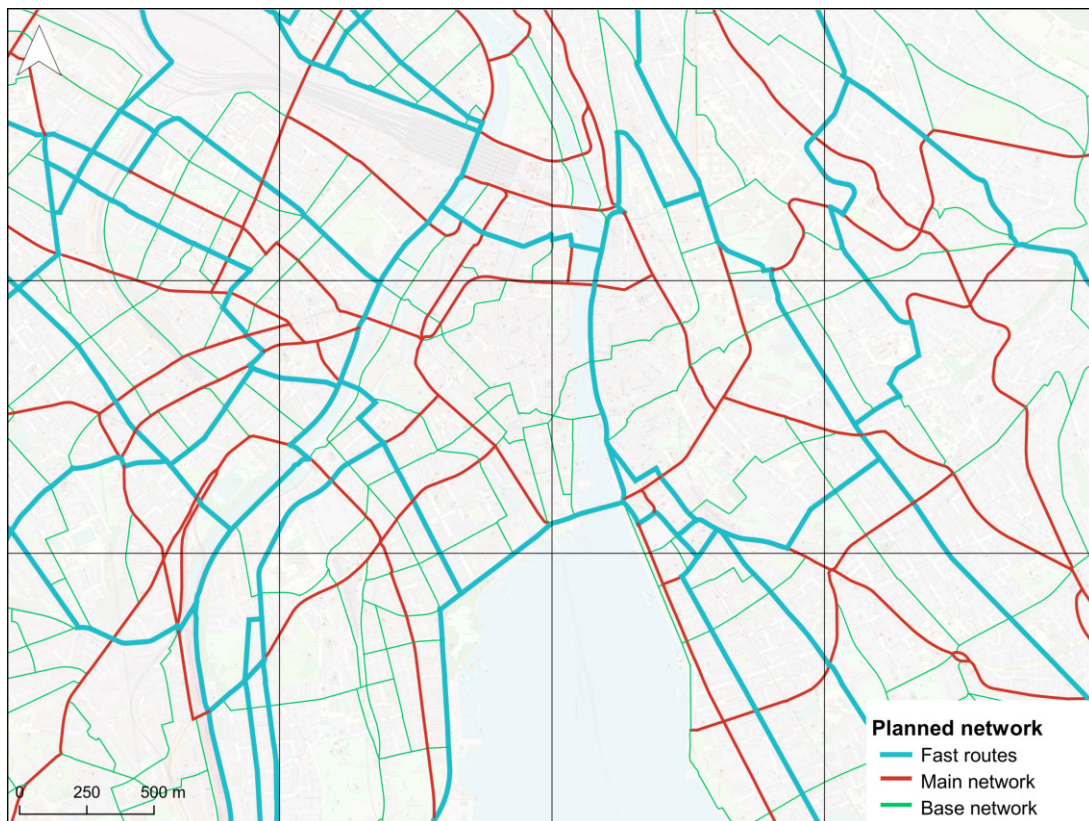 Planned network
Fast routes
Main network
Base network
0 250 500 m